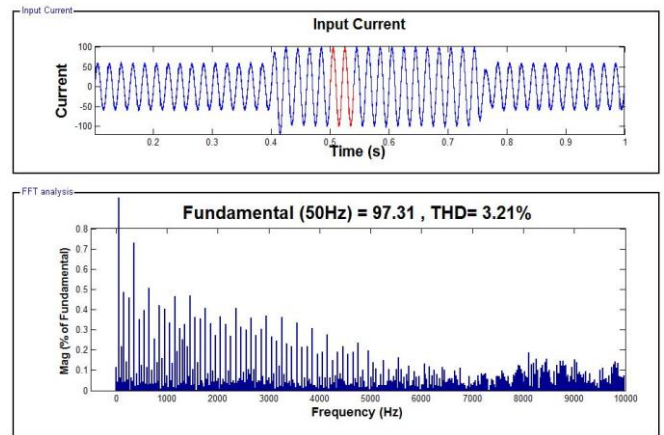 Input Current
Input Current
Current
100
50
0
-50
-100
0.2 0.3 0.4 0.5 0.6 0.7 0.8 0.9 1
Time (s)
FFT analysis
Fundamental (50Hz) = 97.31 , THD= 3.21%
Mag (% of Fundamental)
0.8
0.7
0.6
0.5
0.4
0.3
0.2
0.1
0
0 1000 2000 3000 4000 5000 6000 7000 8000 9000 10000
Frequency (Hz)